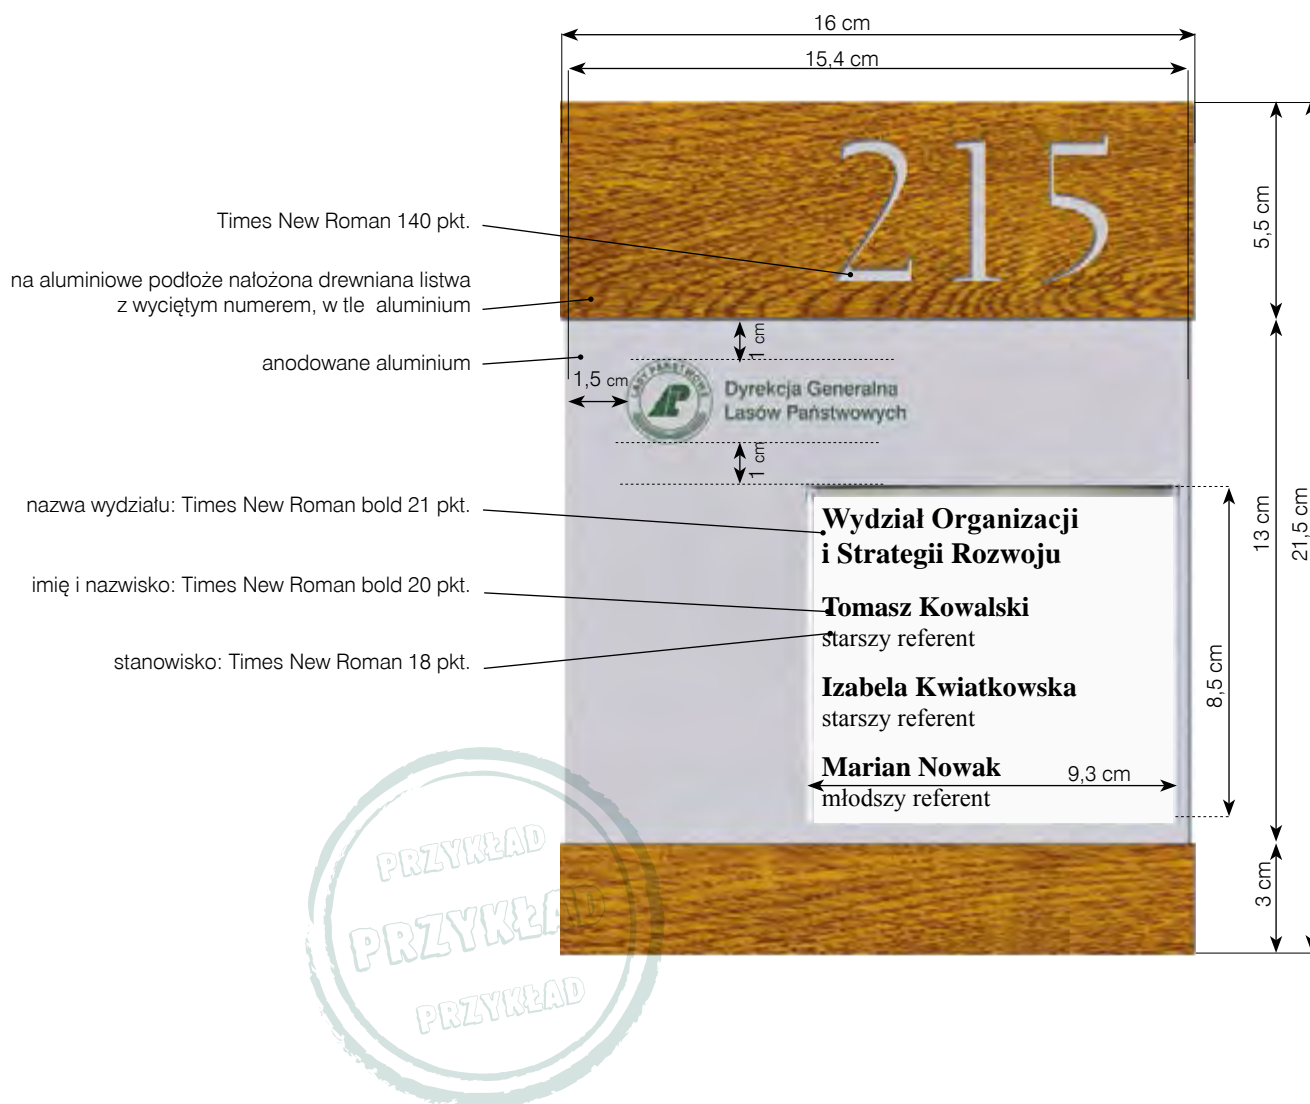 16 cm
15,4 cm
215
5,5 cm
Times New Roman 140 pkt.
na aluminiowe podłoże nałożona drewniana listwa
z wyciętym numerem, w tle aluminium
anodowane aluminium
1 cm
1,5 cm
LASY PAŃSTWOWE
Dyrekcja Generalna
Lasów Państwowych
1 cm
nazwa wydziału: Times New Roman bold 21 pkt.
imię i nazwisko: Times New Roman bold 20 pkt.
stanowisko: Times New Roman 18 pkt.
Wydział Organizacji
i Strategii Rozwoju
Tomasz Kowalski
starszy referent
Izabela Kwiatkowska
starszy referent
Marian Nowak
młodszy referent
9,3 cm
8,5 cm
13 cm
21,5 cm
3 cm
PRZYKŁAD
PRZYKŁAD
PRZYKŁAD